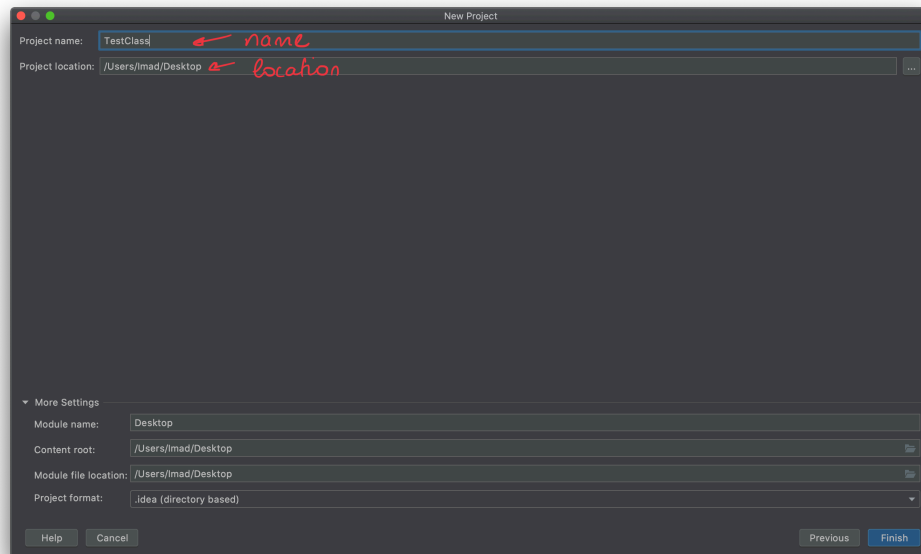 New Project
Project name: TestClass name
Project location: /Users/Imad/Desktop location ...
More Settings
Module name: Desktop
Content root: /Users/Imad/Desktop
Module file location: /Users/Imad/Desktop
Project format: .idea (directory based)
Help Cancel Previous Finish